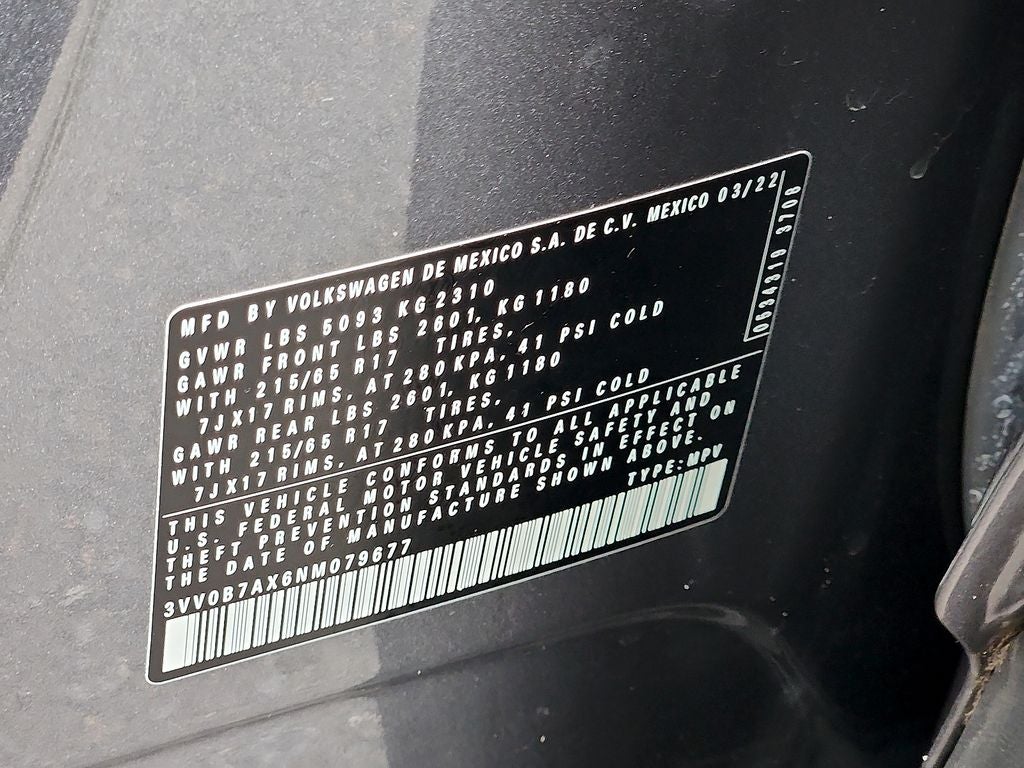 MFD BY VOLKSWAGEN DE MEXICO S.A. DE C.V. MEXICO 03/22
GVWR LBS 5093 KG 2310
GAWR FRONT LBS 2601, KG 1180
WITH 215/65 R17 TIRES,
7JX17 RIMS, AT 280 KPA, 41 PSI COLD
GAWR REAR LBS 2601, KG 1180
WITH 215/65 R17 TIRES,
7JX17 RIMS, AT 280 KPA, 41 PSI COLD
0634319 3708
THIS VEHICLE CONFORMS TO ALL APPLICABLE
U.S. FEDERAL MOTOR VEHICLE SAFETY AND
THEFT PREVENTION STANDARDS IN EFFECT ON
THE DATE OF MANUFACTURE SHOWN ABOVE.
3VV0B7AX6NM079677 TYPE:MPV